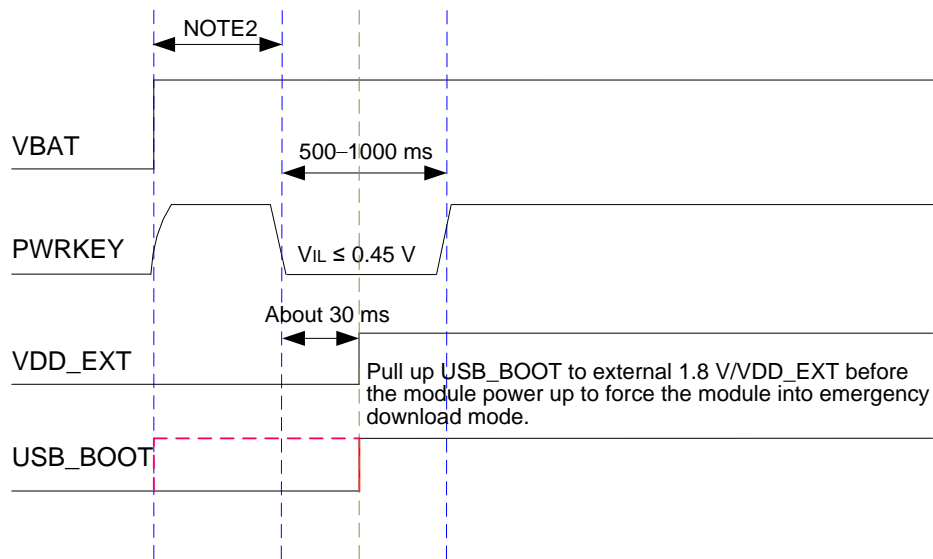 NOTE2
VBAT
500–1000 ms
PWRKEY
VIL ≤ 0.45 V
About 30 ms
VDD_EXT
Pull up USB_BOOT to external 1.8 V/VDD_EXT before
the module power up to force the module into emergency
download mode.
USB_BOOT